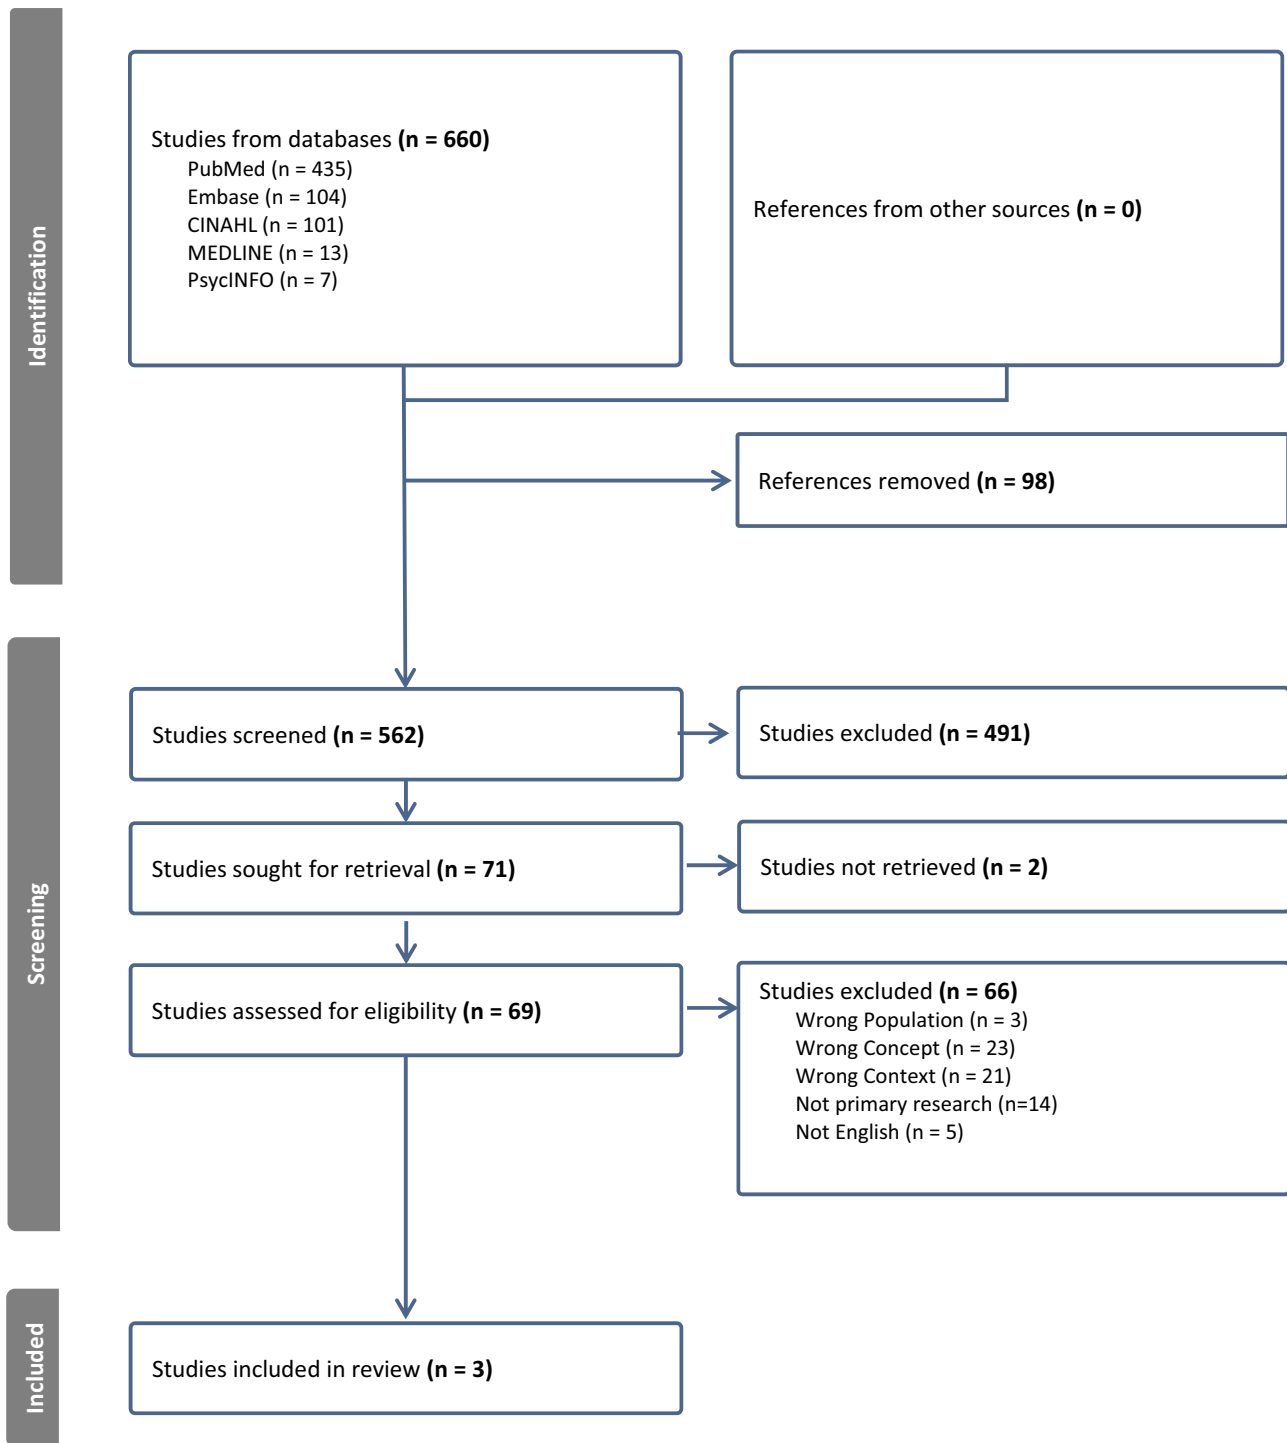 Identification
Studies from databases (n = 660)
PubMed (n = 435)
Embase (n = 104)
CINAHL (n = 101)
MEDLINE (n = 13)
PsycINFO (n = 7)
References from other sources (n = 0)
References removed (n = 98)
Screening
Studies screened (n = 562)
Studies excluded (n = 491)
Studies sought for retrieval (n = 71)
Studies not retrieved (n = 2)
Studies assessed for eligibility (n = 69)
Studies excluded (n = 66)
Wrong Population (n = 3)
Wrong Concept (n = 23)
Wrong Context (n = 21)
Not primary research (n=14)
Not English (n = 5)
Included
Studies included in review (n = 3)